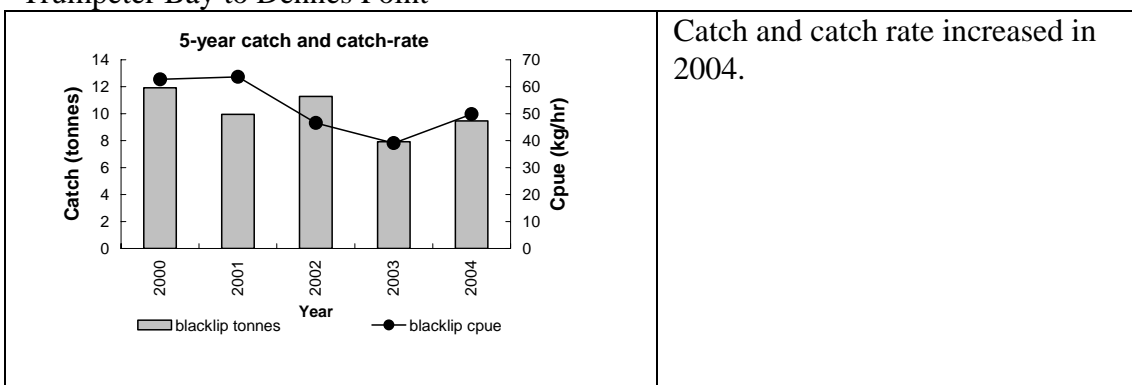 Trumpeter Bay to Dennes Point
5-year catch and catch-rate
14
12
10
8
6
4
2
0
Catch (tonnes)
70
60
50
40
30
20
10
0
Cpue (kg/hr)
2000
2001
2002
2003
2004
Year
blacklip tonnes
blacklip cpue
Catch and catch rate increased in
2004.